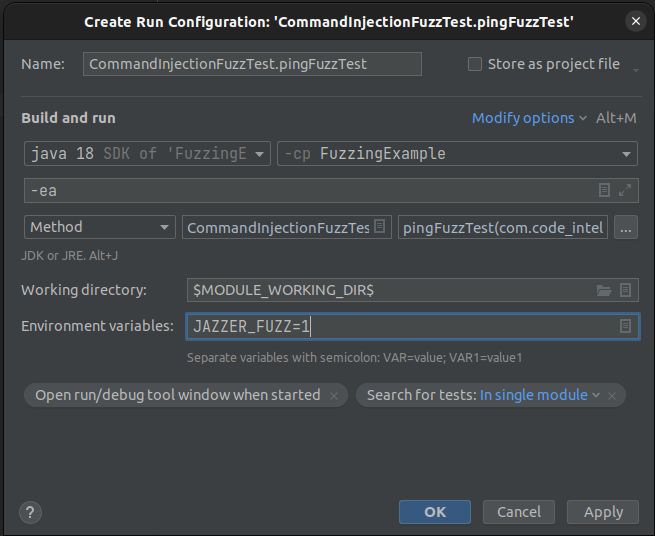 Create Run Configuration: 'CommandInjectionFuzzTest.pingFuzzTest'
Name: CommandInjectionFuzzTest.pingFuzzTest Store as project file
Build and run Modify options Alt+M
java 18 SDK of 'FuzzingE -cp FuzzingExample
-ea
Method CommandInjectionFuzzTes pingFuzzTest(com.code_intel ...
JDK or JRE. Alt+J
Working directory: $MODULE_WORKING_DIR$
Environment variables: JAZZER_FUZZ=1
Separate variables with semicolon: VAR=value; VAR1=value1
Open run/debug tool window when started × Search for tests: In single module ×
? OK Cancel Apply